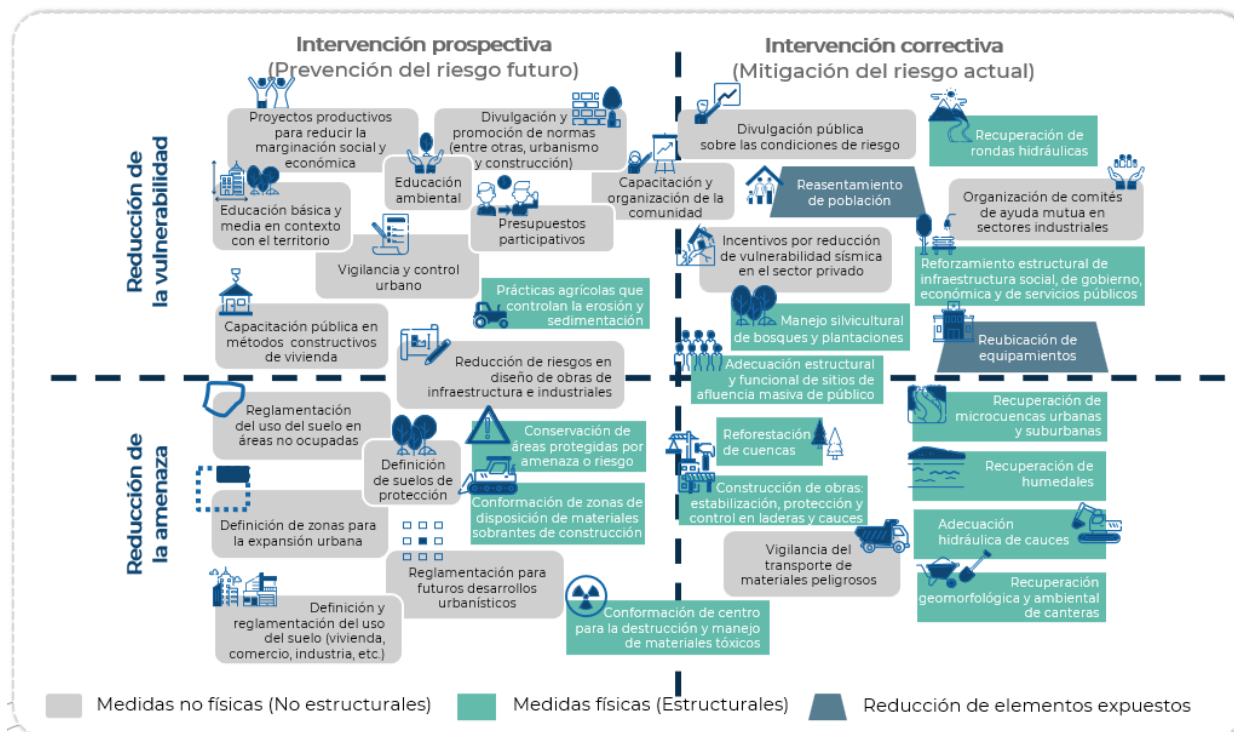 Intervención prospectiva
(Prevención del riesgo futuro)
Intervención correctiva
(Mitigación del riesgo actual)
Reducción de
la vulnerabilidad
Proyectos productivos
para reducir la
marginación social y
económica
Divulgación y
promoción de normas
(entre otras, urbanismo
y construcción)
Educación
ambiental
Capacitación y
organización de la
comunidad
Educación básica y
media en contexto
con el territorio
Presupuestos
participativos
Vigilancia y control
urbano
Prácticas agrícolas que
controlan la erosión y
sedimentación
Capacitación pública en
métodos constructivos
de vivienda
Reducción de riesgos en
diseño de obras de
infraestructura e industriales
Divulgación pública
sobre las condiciones de riesgo
Recuperación de
rondas hidráulicas
Reasentamiento
de población
Organización de comités
de ayuda mutua en
sectores industriales
Incentivos por reducción
de vulnerabilidad sísmica
en el sector privado
Reforzamiento estructural de
infraestructura social, de gobierno,
económica y de servicios públicos
Manejo silvicultural
de bosques y plantaciones
Reubicación de
equipamientos
Adecuación estructural
y funcional de sitios de
afluencia masiva de público
Reducción de
la amenaza
Reglamentación
del uso del suelo en
áreas no ocupadas
Definición
de suelos de
protección
Conservación de
áreas protegidas por
amenaza o riesgo
Conformación de zonas de
disposición de materiales
sobrantes de construcción
Definición de zonas para
la expansión urbana
Reglamentación para
futuros desarrollos
urbanísticos
Definición y
reglamentación del uso
del suelo (vivienda,
comercio, industria, etc.)
Conformación de centro
para la destrucción y manejo
de materiales tóxicos
Reforestación
de cuencas
Recuperación de
microcuencas urbanas
y suburbanas
Recuperación de
humedales
Construcción de obras:
estabilización, protección y
control en laderas y cauces
Adecuación
hidráulica de cauces
Vigilancia del
transporte de
materiales peligrosos
Recuperación
geomorfológica y ambiental
de canteras
Medidas no físicas (No estructurales)
Medidas físicas (Estructurales)
Reducción de elementos expuestos